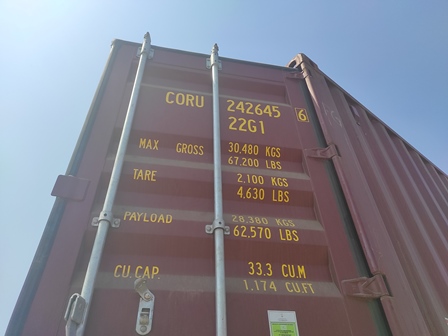 CORU 242645 6
22G1
MAX GROSS 30,480 KGS
67,200 LBS
TARE 2,100 KGS
4,630 LBS
PAYLOAD 28,380 KGS
62,570 LBS
CU.CAP. 33.3 CU.M
1,174 CU.FT